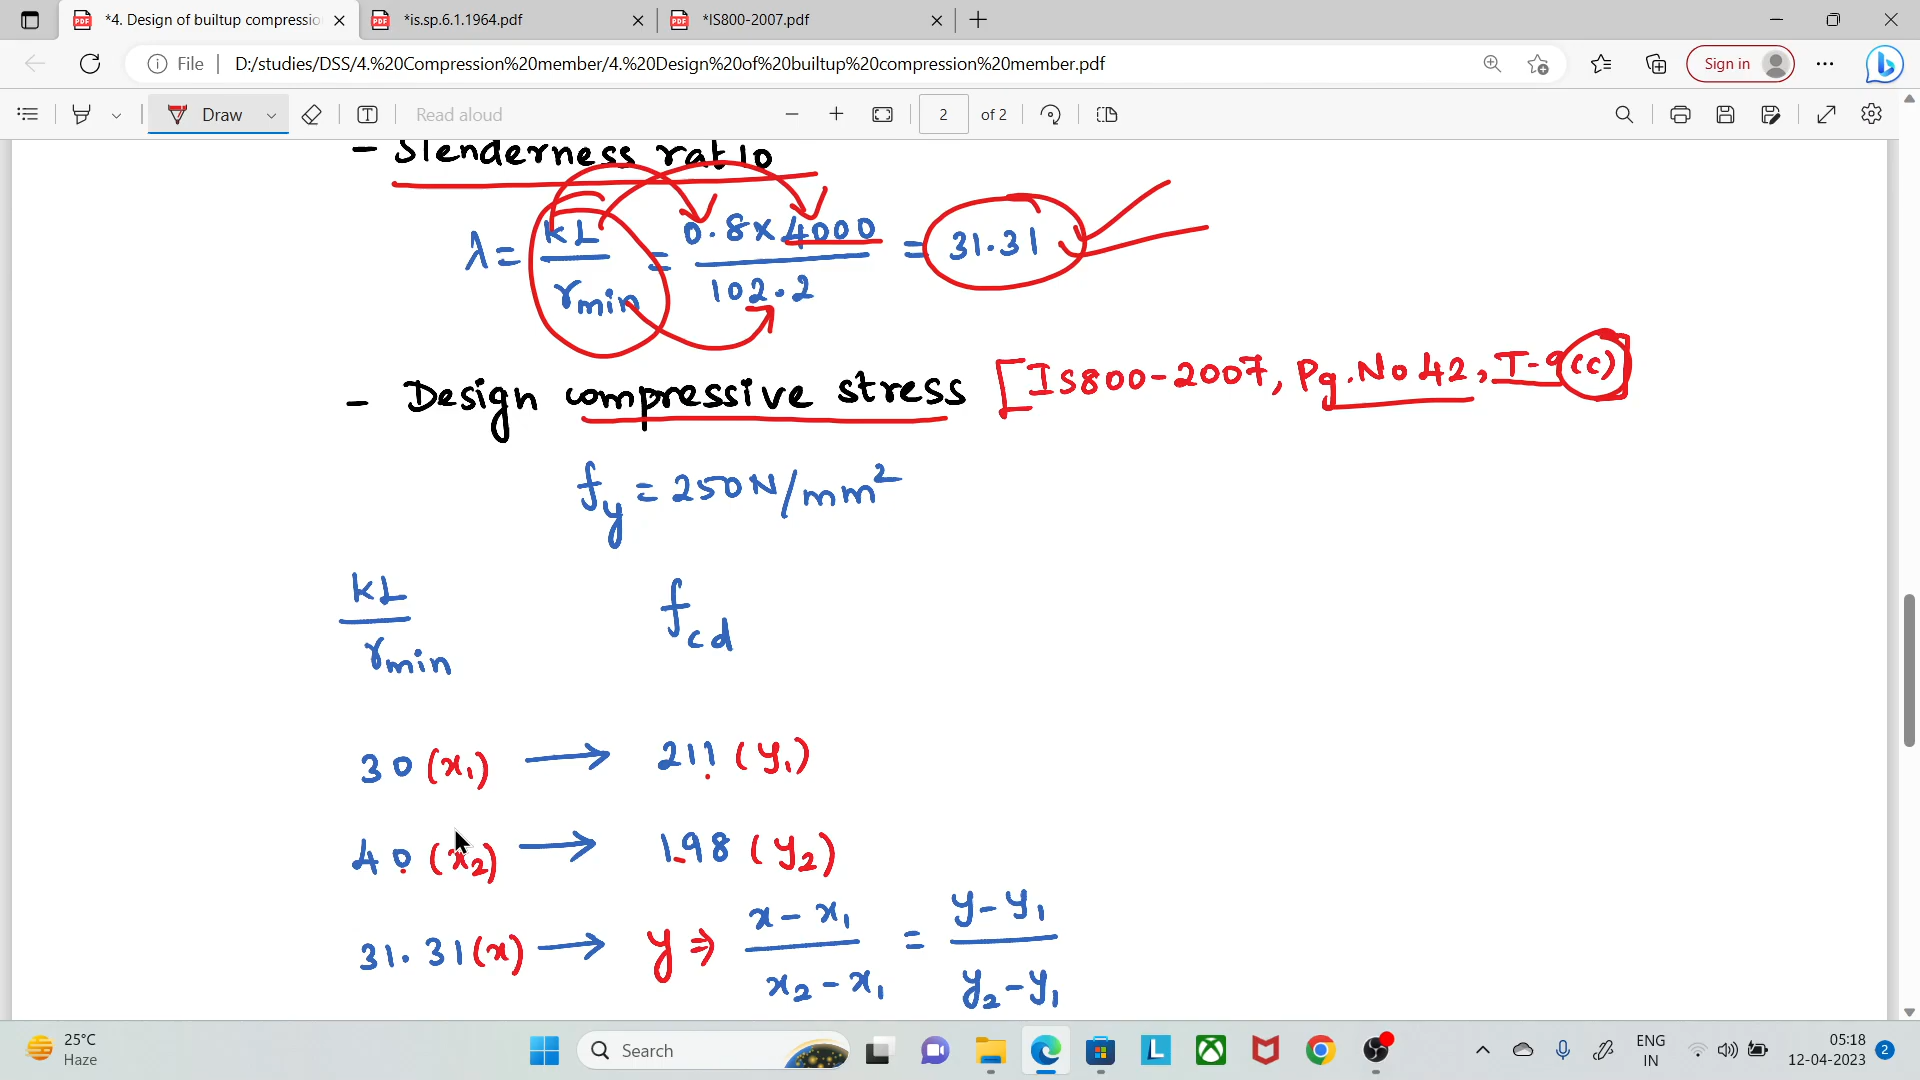 *4. Design of builtup compressio
*is.sp.6.1.1964.pdf
*IS800-2007.pdf
File
D:/studies/DSS/4.%20Compression%20member/4.%20Design%20of%20builtup%20compression%20member.pdf
Sign in
Draw
Read aloud
2
of 2
- Slenderness ratio
λ = kL / rmin = 0.8 x 4000 / 102.2 = 31.31
- Design compressive stress [IS800-2007, Pg.No 42, T-9(c)]
fy = 250N/mm²
kL / rmin
fcd
30 (x₁) → 211 (y₁)
40 (x₂) → 198 (y₂)
31.31 (x) → y ⇒ x - x₁ / x₂ - x₁ = y - y₁ / y₂ - y₁
25°C
Haze
Search
ENG
IN
05:18
12-04-2023
2